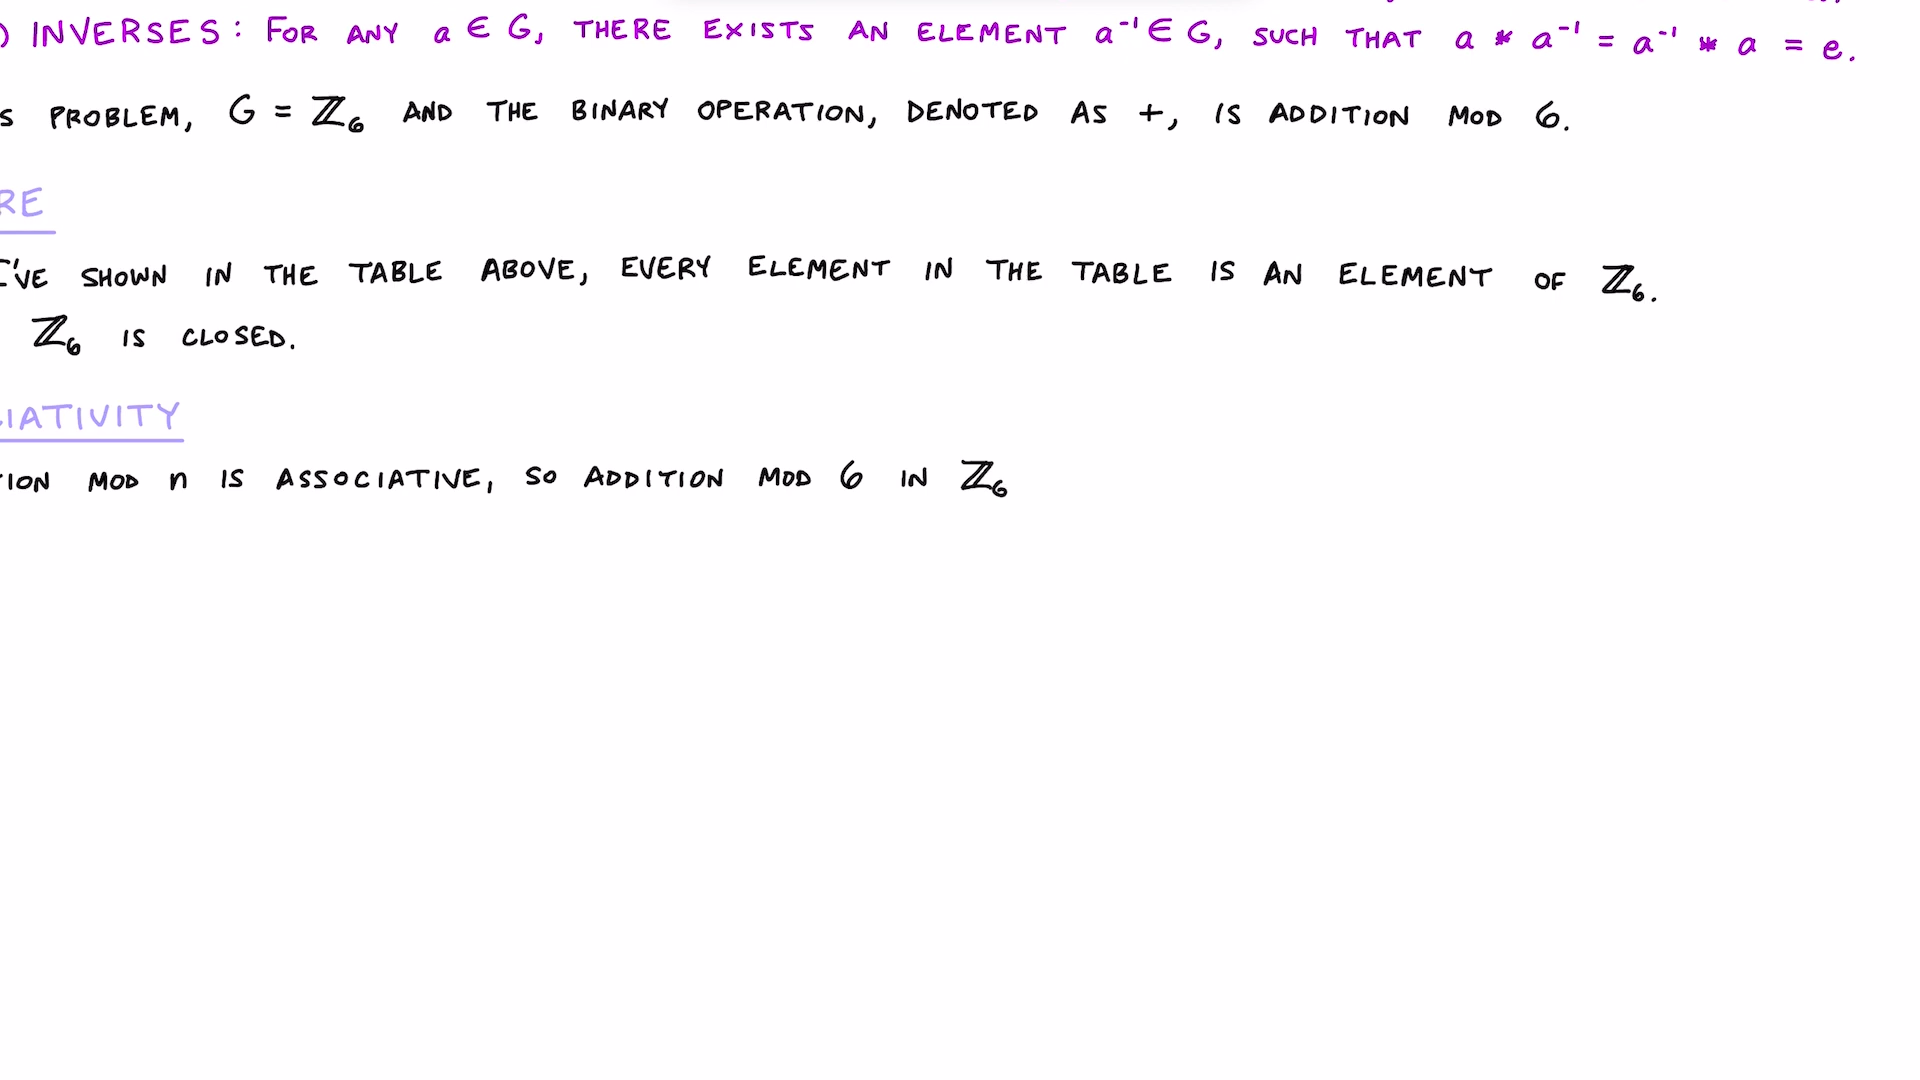 ) INVERSES: FOR ANY a ∈ G, THERE EXISTS AN ELEMENT a⁻¹ ∈ G, SUCH THAT a * a⁻¹ = a⁻¹ * a = e.
S PROBLEM, G = ℤ₆ AND THE BINARY OPERATION, DENOTED AS +, IS ADDITION MOD 6.
RE
I'VE SHOWN IN THE TABLE ABOVE, EVERY ELEMENT IN THE TABLE IS AN ELEMENT OF ℤ₆.
ℤ₆ IS CLOSED.
CIATIVITY
TION MOD n IS ASSOCIATIVE, SO ADDITION MOD 6 IN ℤ₆